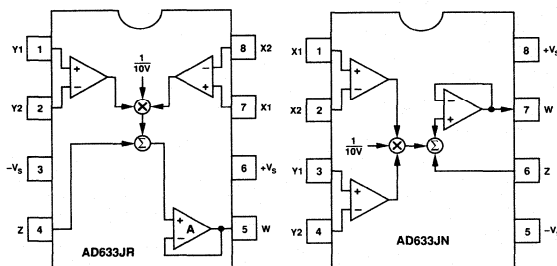 Y1 1
8 X2
1
10V
+
−
−
+
×
Y2 2
7 X1
−VS 3
Σ
6 +VS
Z 4
+
−
A
5 W
AD633JR
X1 1
8 +VS
+
−
X2 2
−
+
7 W
1
10V
×
Σ
Y1 3
6 Z
+
−
Y2 4
5 −V
AD633JN